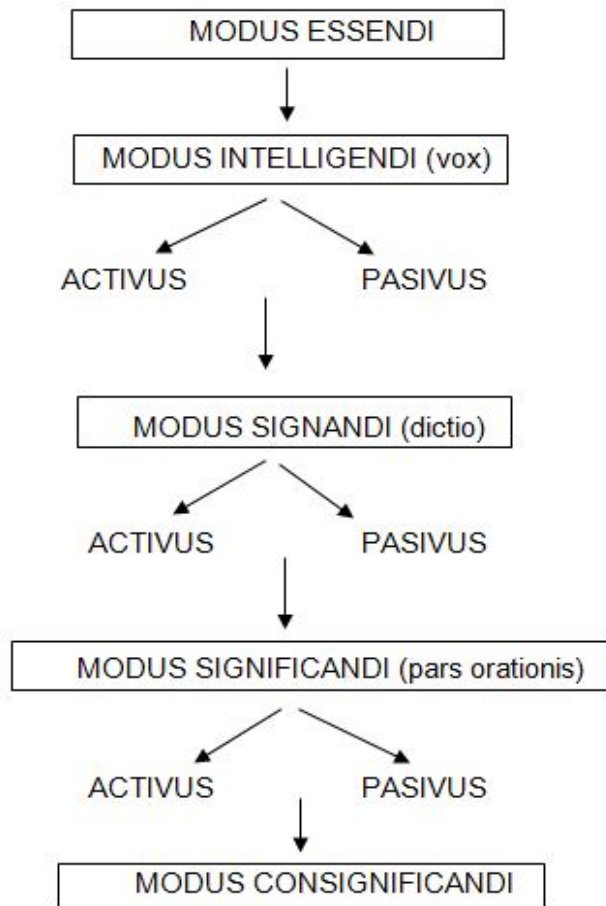 MODUS ESSENDI
MODUS INTELLIGENDI (vox)
ACTIVUS PASIVUS
MODUS SIGNANDI (dictio)
ACTIVUS PASIVUS
MODUS SIGNIFICANDI (pars orationis)
ACTIVUS PASIVUS
MODUS CONSIGNIFICANDI